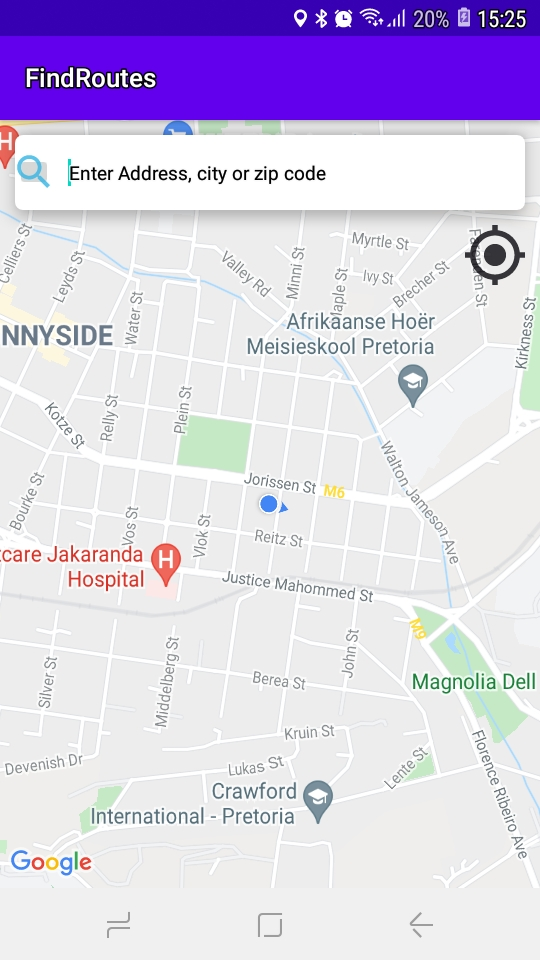 20% 15:25
FindRoutes
H
Enter Address, city or zip code
Celliers St
Leyds St
Water St
Valley Rd
Minni St
Myrtle St
Ivy St
Brecher St
Kirkness St
NNYSIDE
Afrikaanse Hoër
Meisieskool Pretoria
Kotze St
Relly St
Plein St
Jorissen St
M6
Walton Jameson Ave
Bourke St
Vos St
Vlok St
Reitz St
tcare Jakaranda
Hospital
H
Justice Mahommed St
M9
John St
Silver St
Middelberg St
Berea St
Magnolia Dell
Kruin St
Devenish Dr
Lukas St
Lente St
Florence Ribeiro Ave
Crawford
International - Pretoria
Google